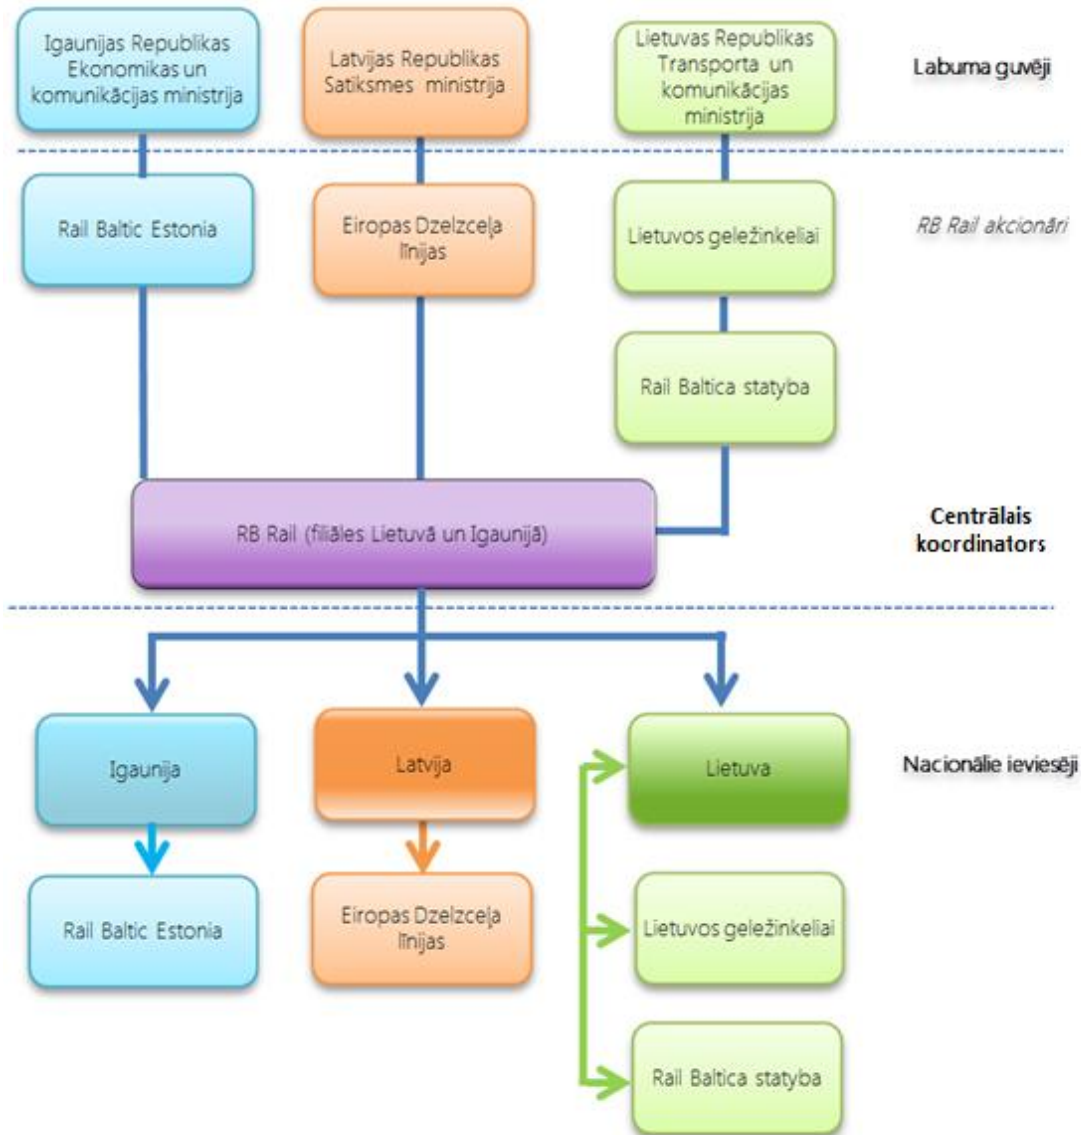 Igaunijas Republikas
Ekonomikas un
komunikācijas ministrija
Latvijas Republikas
Satiksmes ministrija
Lietuvas Republikas
Transporta un
komunikācijas
ministrija
Labuma guvēji
Rail Baltic Estonia
Eiropas Dzelzceļa
līnijas
Lietuvos geležinkeliai
RB Rail akcionāri
Rail Baltica statyba
RB Rail (filiāles Lietuvā un Igaunijā)
Centrālais
koordinators
Igaunija
Latvija
Lietuva
Nacionālie ieviesēji
Rail Baltic Estonia
Eiropas Dzelzceļa
līnijas
Lietuvos geležinkeliai
Rail Baltica statyba